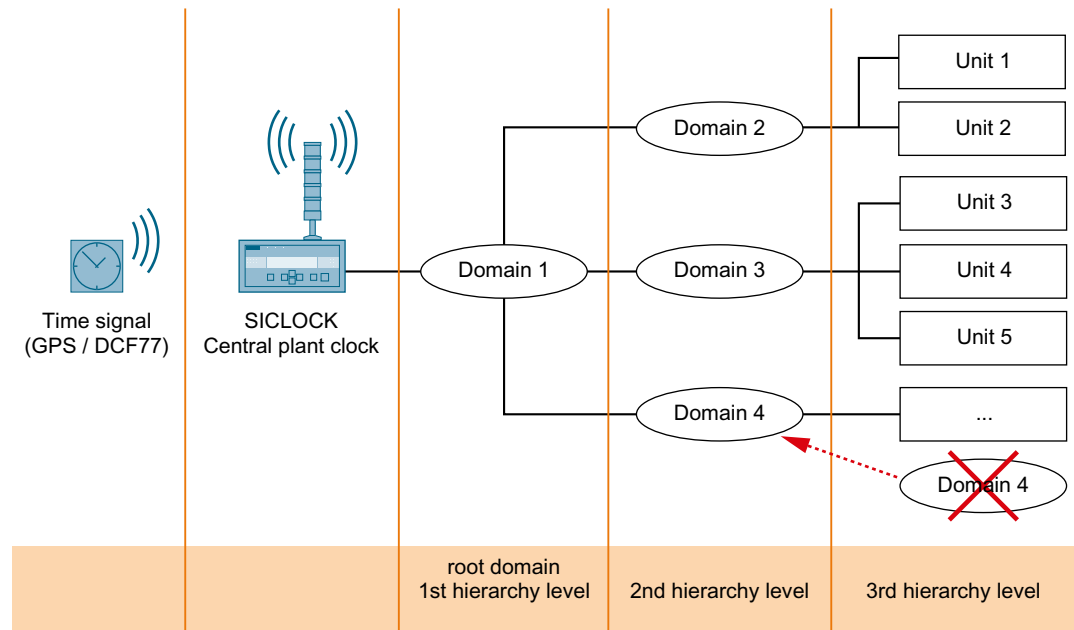 Time signal
(GPS / DCF77)
SICLOCK
Central plant clock
Domain 1
Domain 2
Domain 3
Domain 4
Unit 1
Unit 2
Unit 3
Unit 4
Unit 5
...
Domain 4
root domain
1st hierarchy level
2nd hierarchy level
3rd hierarchy level